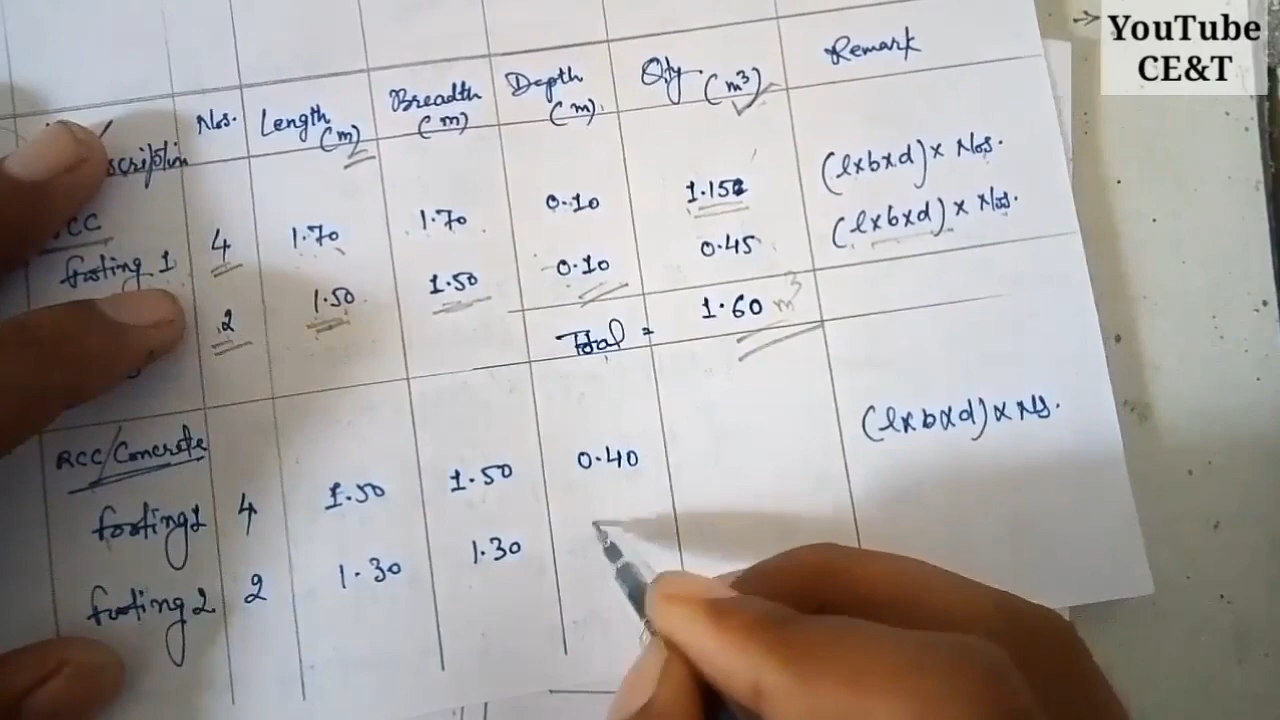 YouTube
CE&T
Nos. Length (m) Breadth (m) Depth (m) Qty (m³) Remark
footing 1 4 1.70 1.70 0.10 1.15 (l×b×d)× Nos.
2 1.50 1.50 0.10 0.45 (l×b×d)× Nos.
Total = 1.60 m³
RCC/Concrete
footing 1 4 1.50 1.50 0.40 (l×b×d)× Nos.
footing 2 2 1.30 1.30